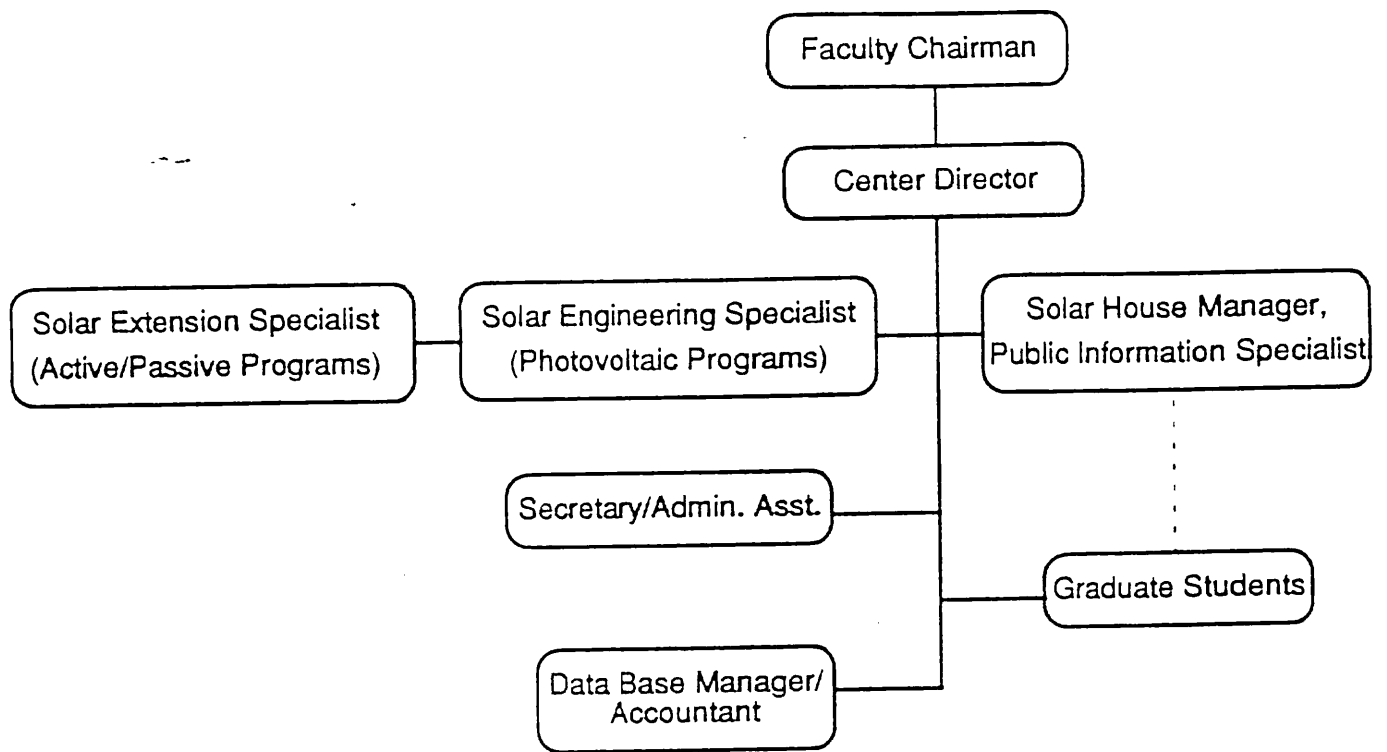 Faculty Chairman
Center Director
Solar Extension Specialist
(Active/Passive Programs)
Solar Engineering Specialist
(Photovoltaic Programs)
Solar House Manager,
Public Information Specialist
Secretary/Admin. Asst.
Graduate Students
Data Base Manager/
Accountant